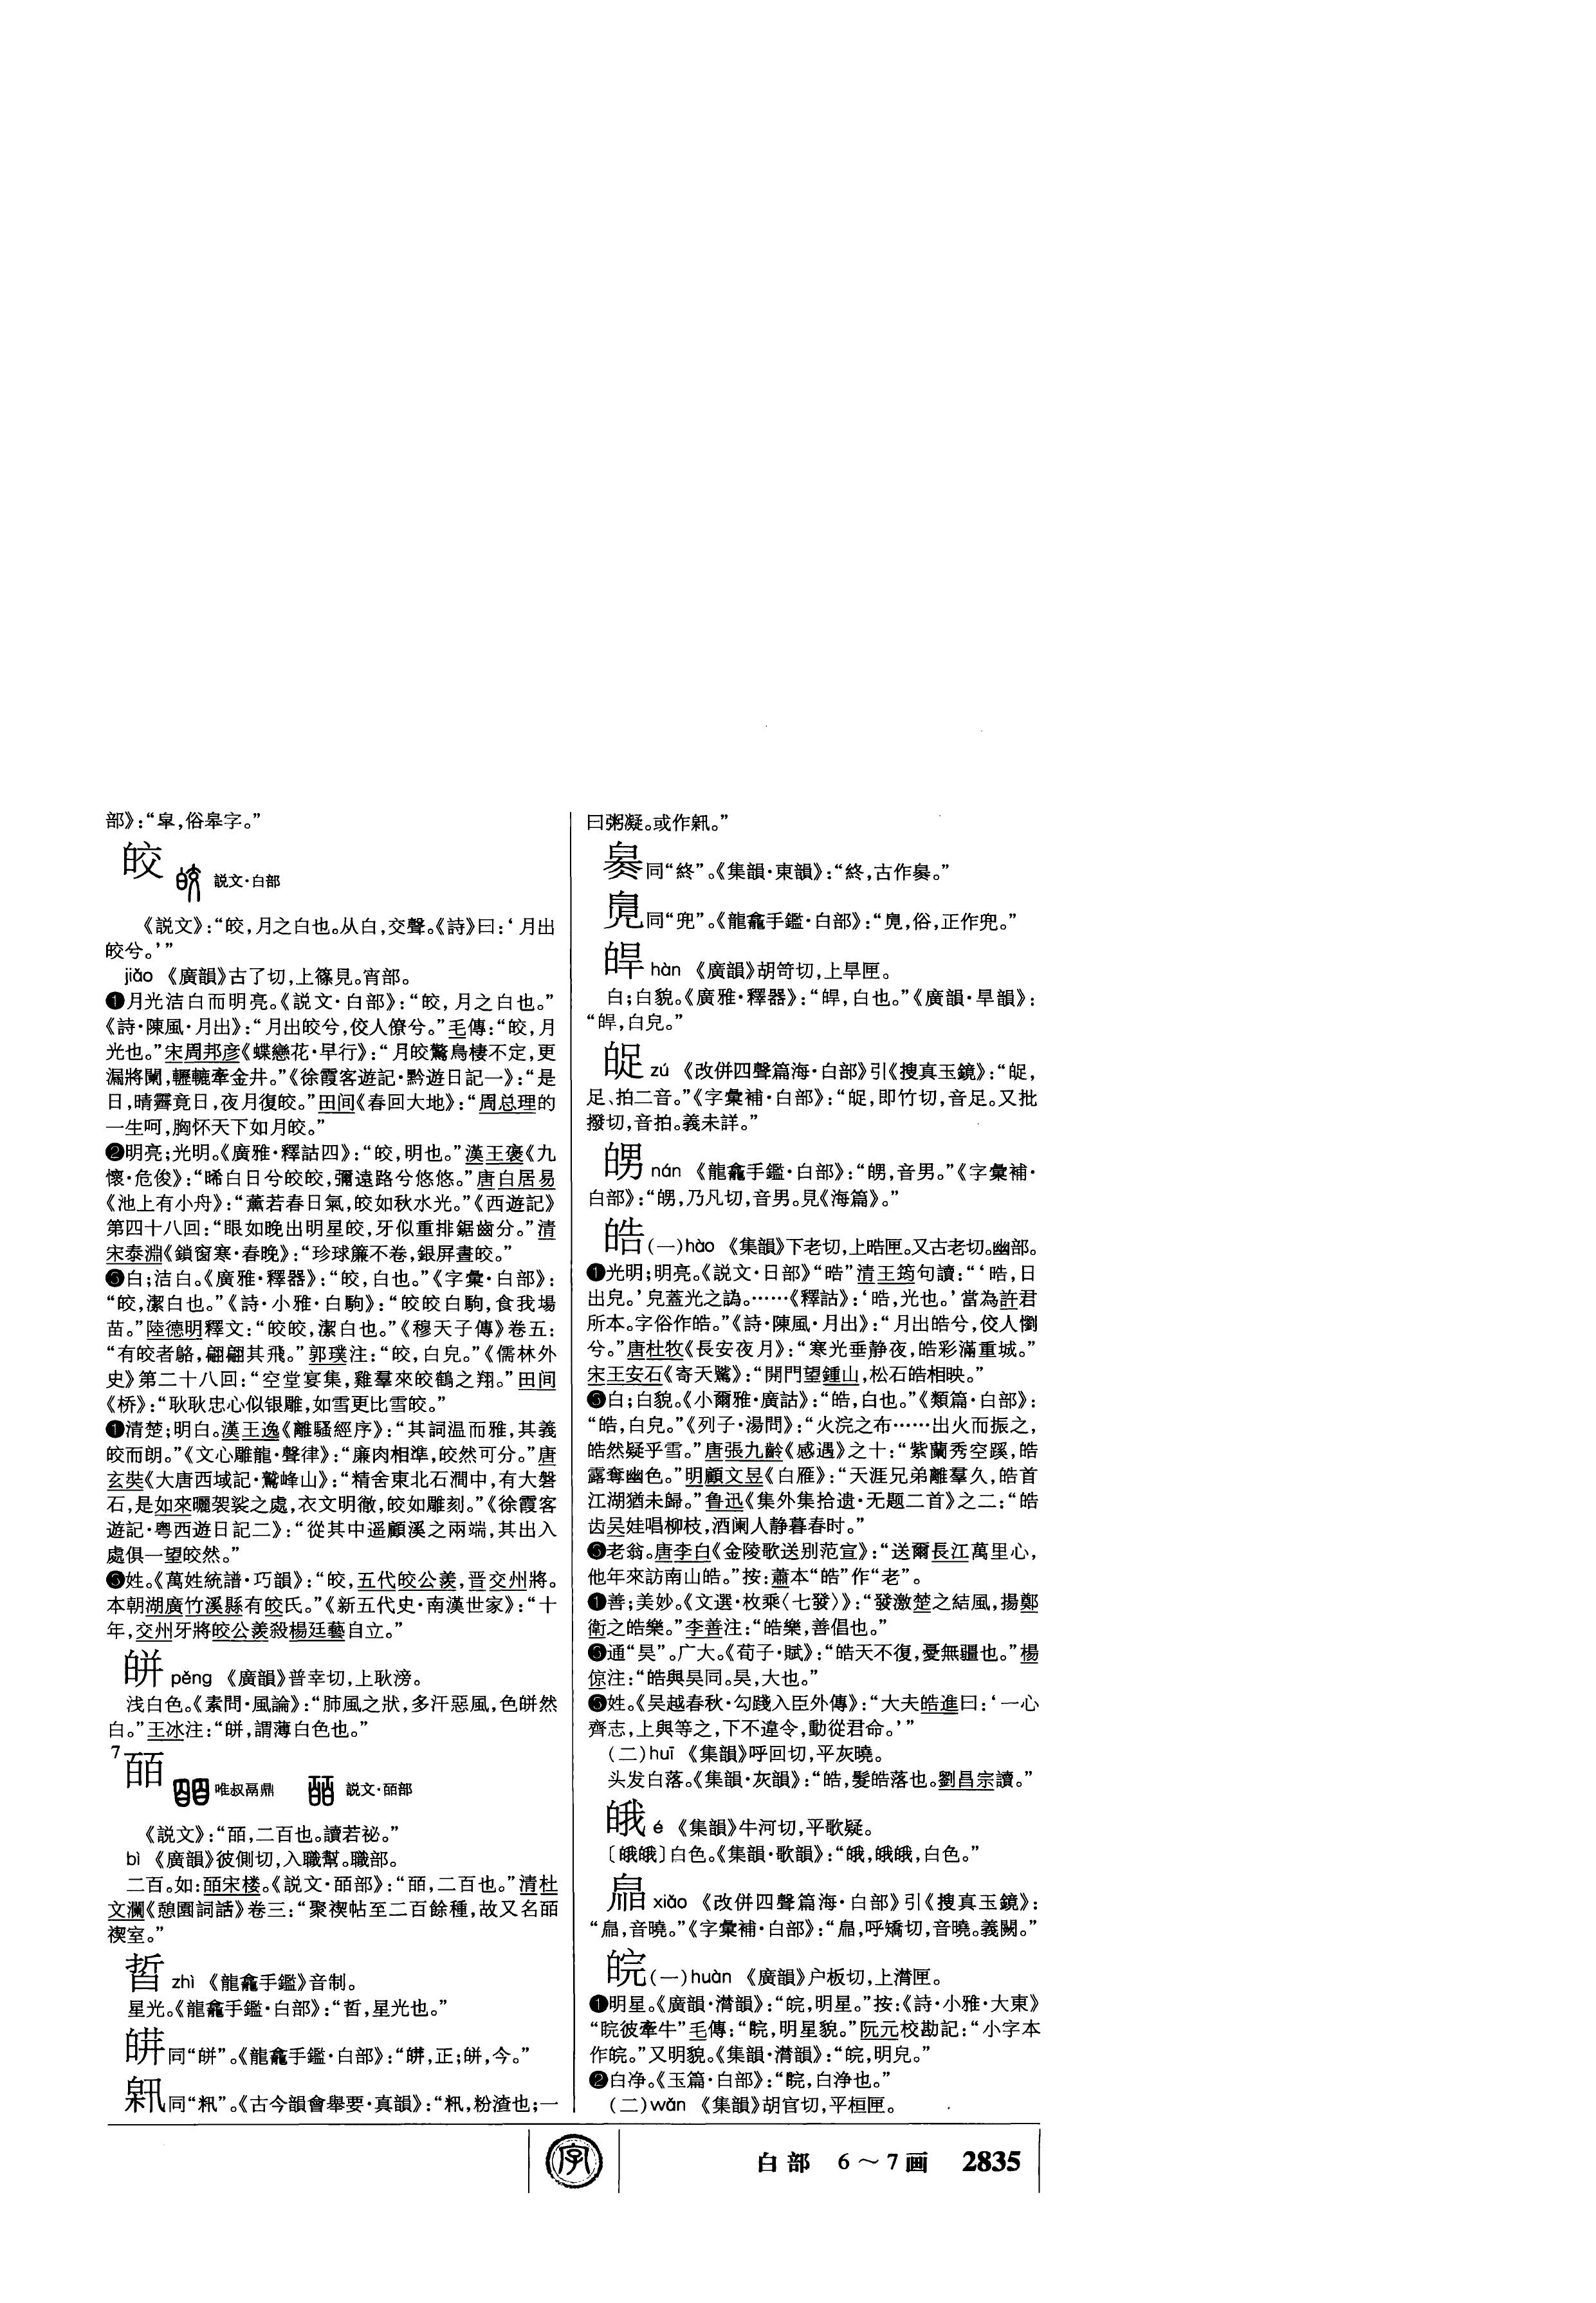 部》：“皐，俗皋字。”
皎 説文·白部
《説文》：“皎，月之白也。从白，交聲。《詩》曰：‘月出
皎兮。’”
jiǎo 《廣韻》古了切，上篠見。宵部。
❶月光洁白而明亮。《説文·白部》：“皎，月之白也。”
《詩·陳風·月出》：“月出皎兮，佼人僚兮。”毛傳：“皎，月
光也。”宋周邦彦《蝶戀花·早行》：“月皎驚烏棲不定，更
漏將闌，轣轆牽金井。”《徐霞客遊記·黔遊日記一》：“是
日，晴霽竟日，夜月復皎。”田间《春回大地》：“周总理的
一生呵，胸怀天下如月皎。”
❷明亮；光明。《廣雅·釋詁四》：“皎，明也。”漢王褒《九
懷·危俊》：“晞白日兮皎皎，彌遠路兮悠悠。”唐白居易
《池上有小舟》：“薰若春日氣，皎如秋水光。”《西遊記》
第四十八回：“眼如晚出明星皎，牙似重排鋸齒分。”清
宋泰淵《鎖窗寒·春晚》：“珍球簾不卷，銀屏晝皎。”
❸白；洁白。《廣雅·釋器》：“皎，白也。”《字彙·白部》：
“皎，潔白也。”《詩·小雅·白駒》：“皎皎白駒，食我場
苗。”陸德明釋文：“皎皎，潔白也。”《穆天子傳》卷五：
“有皎者䴊，翩翩其飛。”郭璞注：“皎，白皃。”《儒林外
史》第二十八回：“空堂宴集，雞羣來皎鶴之翔。”田间
《桥》：“耿耿忠心似银雕，如雪更比雪皎。”
❹清楚；明白。漢王逸《離騷經序》：“其詞温而雅，其義
皎而朗。”《文心雕龍·聲律》：“廉肉相準，皎然可分。”唐
玄奘《大唐西域記·鷲峰山》：“精舍東北石澗中，有大磐
石，是如來曬袈裟之處，衣文明徹，皎如雕刻。”《徐霞客
遊記·粤西遊日記二》：“從其中遥顧溪之兩端，其出入
處俱一望皎然。”
❺姓。《萬姓統譜·巧韻》：“皎，五代皎公羨，晋交州將。
本朝湖廣竹溪縣有皎氏。”《新五代史·南漢世家》：“十
年，交州牙將皎公羨殺楊廷藝自立。”
皏 pěng 《廣韻》普幸切，上耿滂。
浅白色。《素問·風論》：“肺風之狀，多汗惡風，色皏然
白。”王冰注：“皏，謂薄白色也。”
7
皕 唯叔鬲鼎 説文·皕部
《説文》：“皕，二百也。讀若祕。”
bì 《廣韻》彼側切，入職幫。職部。
二百。如：皕宋楼。《説文·皕部》：“皕，二百也。”清杜
文瀾《憩園詞話》卷三：“聚禊帖至二百餘種，故又名皕
禊室。”
晢 zhì 《龍龕手鑑》音制。
星光。《龍龕手鑑·白部》：“晢，星光也。”
同“皏”。《龍龕手鑑·白部》：“正；皏，今。”
同“籸”。《古今韻會舉要·真韻》：“籸，粉渣也；一
曰粥凝。或作。”
同“終”。《集韻·東韻》：“終，古作。”
同“兜”。《龍龕手鑑·白部》：“俗，正作兜。”
皔 hàn 《廣韻》胡笴切，上旱匣。
白；白貌。《廣雅·釋器》：“皔，白也。”《廣韻·旱韻》：
“皔，白皃。”
zú 《改併四聲篇海·白部》引《搜真玉鏡》：“
足、拍二音。”《字彙補·白部》：“即竹切，音足。又批
撥切，音拍。義未詳。”
nán 《龍龕手鑑·白部》：“音男。”《字彙補·
白部》：“乃凡切，音男。見《海篇》。”
皓 （一）hào 《集韻》下老切，上晧匣。又古老切。幽部。
❶光明；明亮。《説文·日部》“晧”清王筠句讀：“‘晧，日
出皃。’皃蓋光之譌。……《釋詁》：‘晧，光也。’當為許君
所本。字俗作皓。”《詩·陳風·月出》：“月出皓兮，佼人懰
兮。”唐杜牧《長安夜月》：“寒光垂静夜，皓彩滿重城。”
宋王安石《寄天騭》：“開門望鍾山，松石皓相映。”
❷白；白貌。《小爾雅·廣詁》：“皓，白也。”《類篇·白部》：
“皓，白皃。”《列子·湯問》：“火浣之布……出火而振之，
皓然疑乎雪。”唐張九齡《感遇》之十：“紫蘭秀空蹊，皓
露奪幽色。”明顧文昱《白雁》：“天涯兄弟離羣久，皓首
江湖猶未歸。”鲁迅《集外集拾遗·无题二首》之二：“皓
齿吴娃唱柳枝，酒阑人静暮春时。”
❸老翁。唐李白《金陵歌送别范宣》：“送爾長江萬里心，
他年來訪南山皓。”按：蕭本“皓”作“老”。
❹善；美妙。《文選·枚乘〈七發〉》：“發激楚之結風，揚鄭
衛之皓樂。”李善注：“皓樂，善倡也。”
❺通“昊”。广大。《荀子·賦》：“皓天不復，憂無疆也。”楊
倞注：“皓與昊同。昊，大也。”
❻姓。《吴越春秋·勾踐入臣外傳》：“大夫皓進曰：‘一心
齊志，上與等之，下不違令，動從君命。’”
（二）huī 《集韻》呼回切，平灰曉。
头发白落。《集韻·灰韻》：“皓，髮皓落也。劉昌宗讀。”
皒 é 《集韻》牛河切，平歌疑。
〔皒皒〕白色。《集韻·歌韻》：“皒，皒皒，白色。”
xiǎo 《改併四聲篇海·白部》引《搜真玉鏡》：
“音曉。”《字彙補·白部》：“呼矯切，音曉。義闕。”
皖 （一）huàn 《廣韻》户板切，上潸匣。
❶明星。《廣韻·潸韻》：“皖，明星。”按：《詩·小雅·大東》
“睆彼牽牛”毛傳：“睆，明星貌。”阮元校勘記：“小字本
作皖。”又明貌。《集韻·潸韻》：“皖，明皃。”
❷白净。《玉篇·白部》：“皖，白浄也。”
（二）wǎn 《集韻》胡官切，平桓匣。
字
白部 6～7画 2835